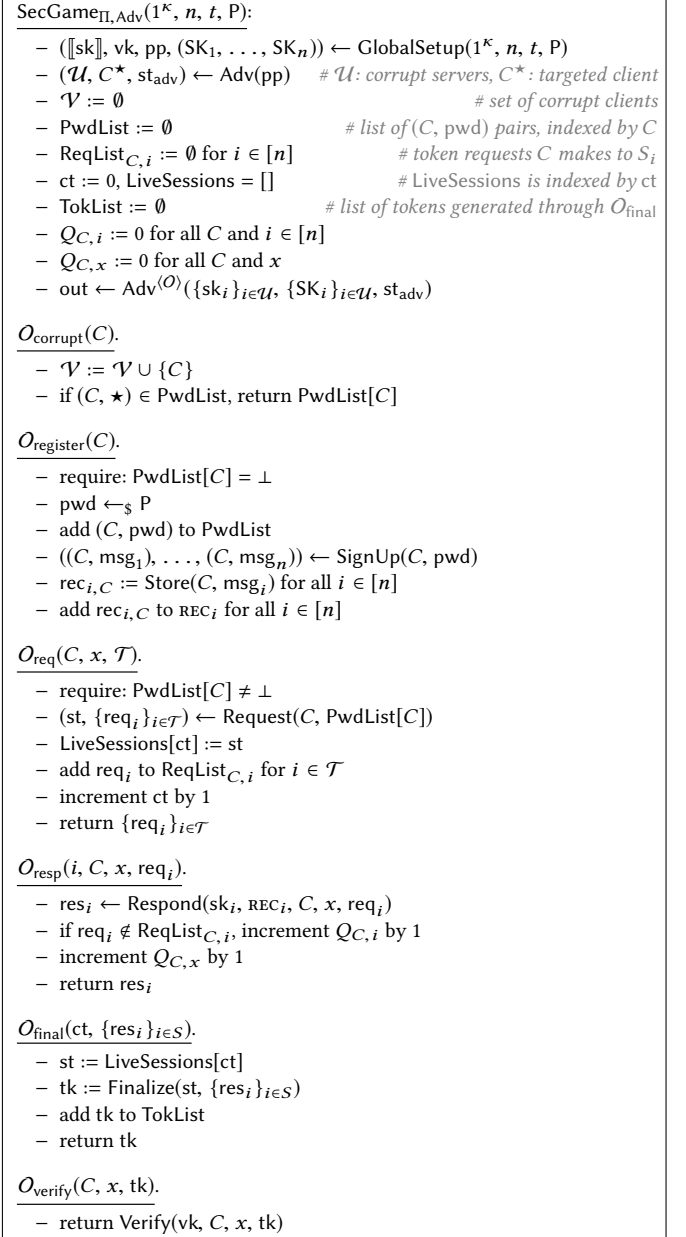 SecGame_{Π,Adv}(1^κ, n, t, P):
– (⟦sk⟧, vk, pp, (SK₁, . . . , SKₙ)) ← GlobalSetup(1^κ, n, t, P)
– (𝒰, C★, st_adv) ← Adv(pp) # 𝒰: corrupt servers, C★: targeted client
– 𝒱 := ∅ # set of corrupt clients
– PwdList := ∅ # list of (C, pwd) pairs, indexed by C
– ReqList_{C,i} := ∅ for i ∈ [n] # token requests C makes to S_i
– ct := 0, LiveSessions = [] # LiveSessions is indexed by ct
– TokList := ∅ # list of tokens generated through O_final
– Q_{C,i} := 0 for all C and i ∈ [n]
– Q_{C,x} := 0 for all C and x
– out ← Adv^{⟨O⟩}({sk_i}_{i∈𝒰}, {SK_i}_{i∈𝒰}, st_adv)
O_corrupt(C).
– 𝒱 := 𝒱 ∪ {C}
– if (C, ★) ∈ PwdList, return PwdList[C]
O_register(C).
– require: PwdList[C] = ⊥
– pwd ←_$ P
– add (C, pwd) to PwdList
– ((C, msg₁), . . . , (C, msgₙ)) ← SignUp(C, pwd)
– rec_{i,C} := Store(C, msg_i) for all i ∈ [n]
– add rec_{i,C} to REC_i for all i ∈ [n]
O_req(C, x, 𝒯).
– require: PwdList[C] ≠ ⊥
– (st, {req_i}_{i∈𝒯}) ← Request(C, PwdList[C])
– LiveSessions[ct] := st
– add req_i to ReqList_{C,i} for i ∈ 𝒯
– increment ct by 1
– return {req_i}_{i∈𝒯}
O_resp(i, C, x, req_i).
– res_i ← Respond(sk_i, REC_i, C, x, req_i)
– if req_i ∉ ReqList_{C,i}, increment Q_{C,i} by 1
– increment Q_{C,x} by 1
– return res_i
O_final(ct, {res_i}_{i∈S}).
– st := LiveSessions[ct]
– tk := Finalize(st, {res_i}_{i∈S})
– add tk to TokList
– return tk
O_verify(C, x, tk).
– return Verify(vk, C, x, tk)